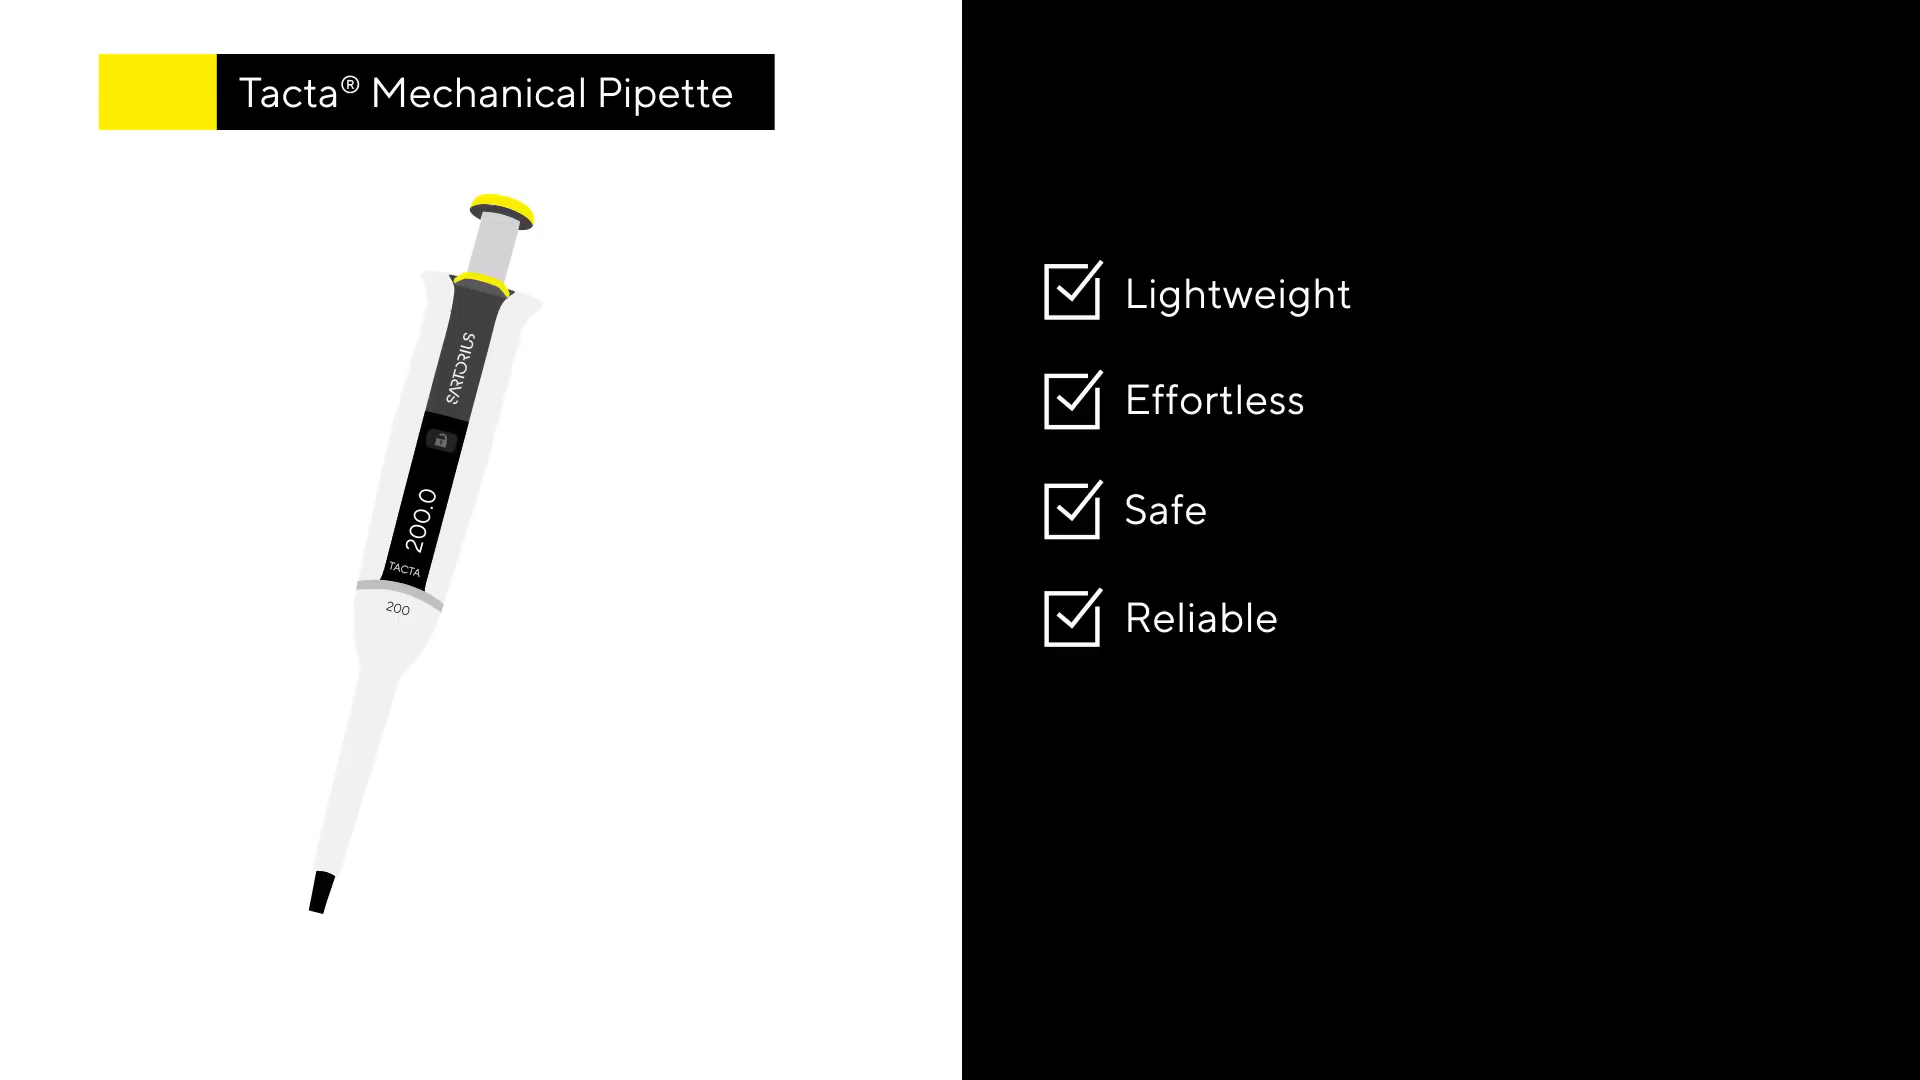 Tacta® Mechanical Pipette
SARTORIUS
200.0
TACTA
200
Lightweight
Effortless
Safe
Reliable